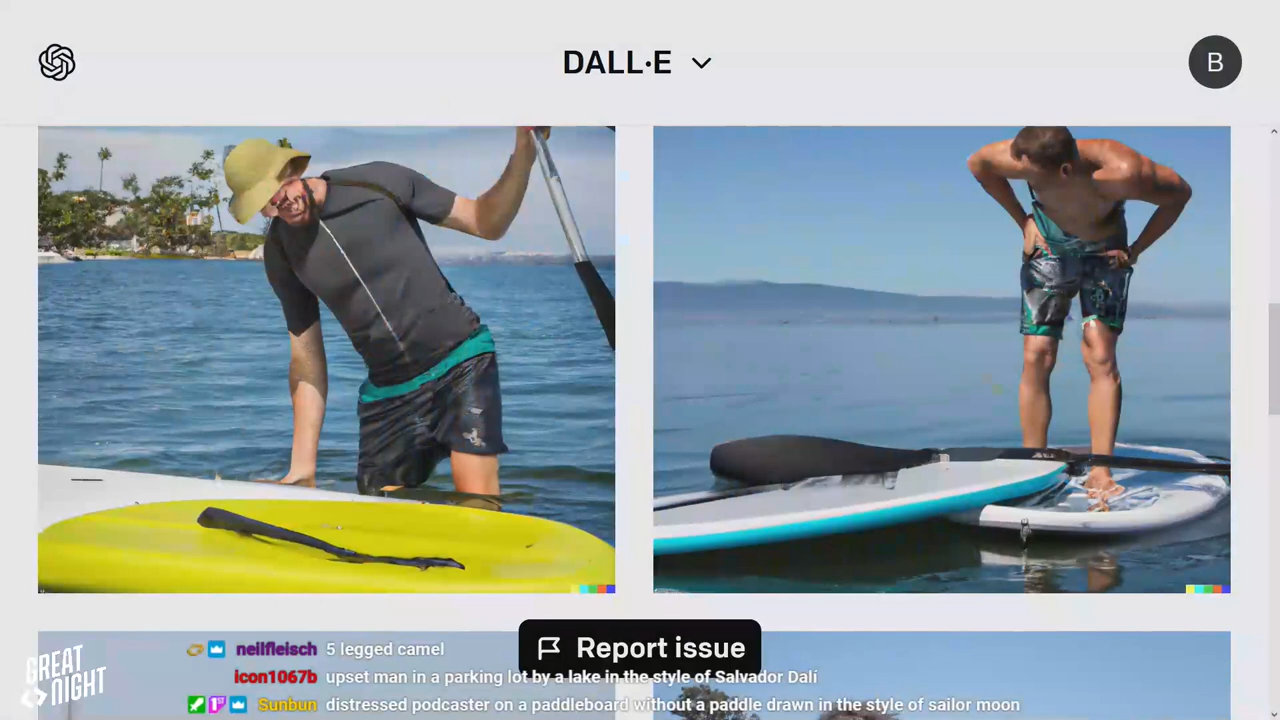 DALL·E
B
Report issue
neilfleisch 5 legged camel
icon1067b upset man in a parking lot by a lake in the style of Salvador Dalí
1st Sunbun distressed podcaster on a paddleboard without a paddle drawn in the style of sailor moon
GREAT
NIGHT